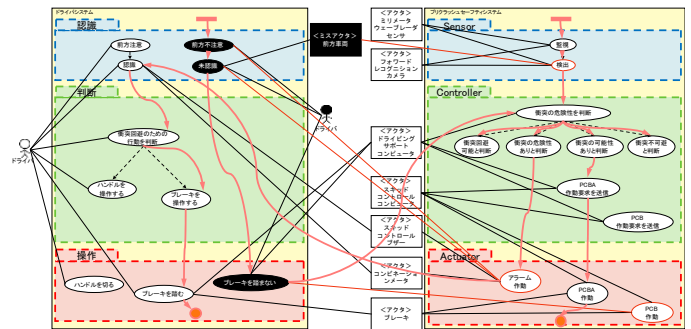 ドライバシステム
認識
前方注意
認識
前方不注意
未認識
判断
衝突回避のための
行動を判断
ハンドルを
操作する
ブレーキを
操作する
操作
ハンドルを切る
ブレーキを踏む
ブレーキを踏まない
ドライバ
ドライバ
＜ミスアクタ＞
前方車両
＜アクタ＞
ミリメータ
ウェーブレーダ
センサ
＜アクタ＞
フォワード
レコグニション
カメラ
＜アクタ＞
ドライビング
サポート
コンピュータ
＜アクタ＞
スキッド
コントロール
コンピュータ
＜アクタ＞
スキッド
コントロール
ブザー
＜アクタ＞
コンビネーション
メータ
＜アクタ＞
ブレーキ
プリクラッシュセーフティシステム
Sensor
監視
検出
Controller
衝突の危険性を判断
衝突回避
可能と判断
衝突の危険性
ありと判断
衝突の可能性
ありと判断
衝突不可避
と判断
PCBA
作動要求を送信
PCB
作動要求を送信
Actuator
アラーム
作動
PCBA
作動
PCB
作動